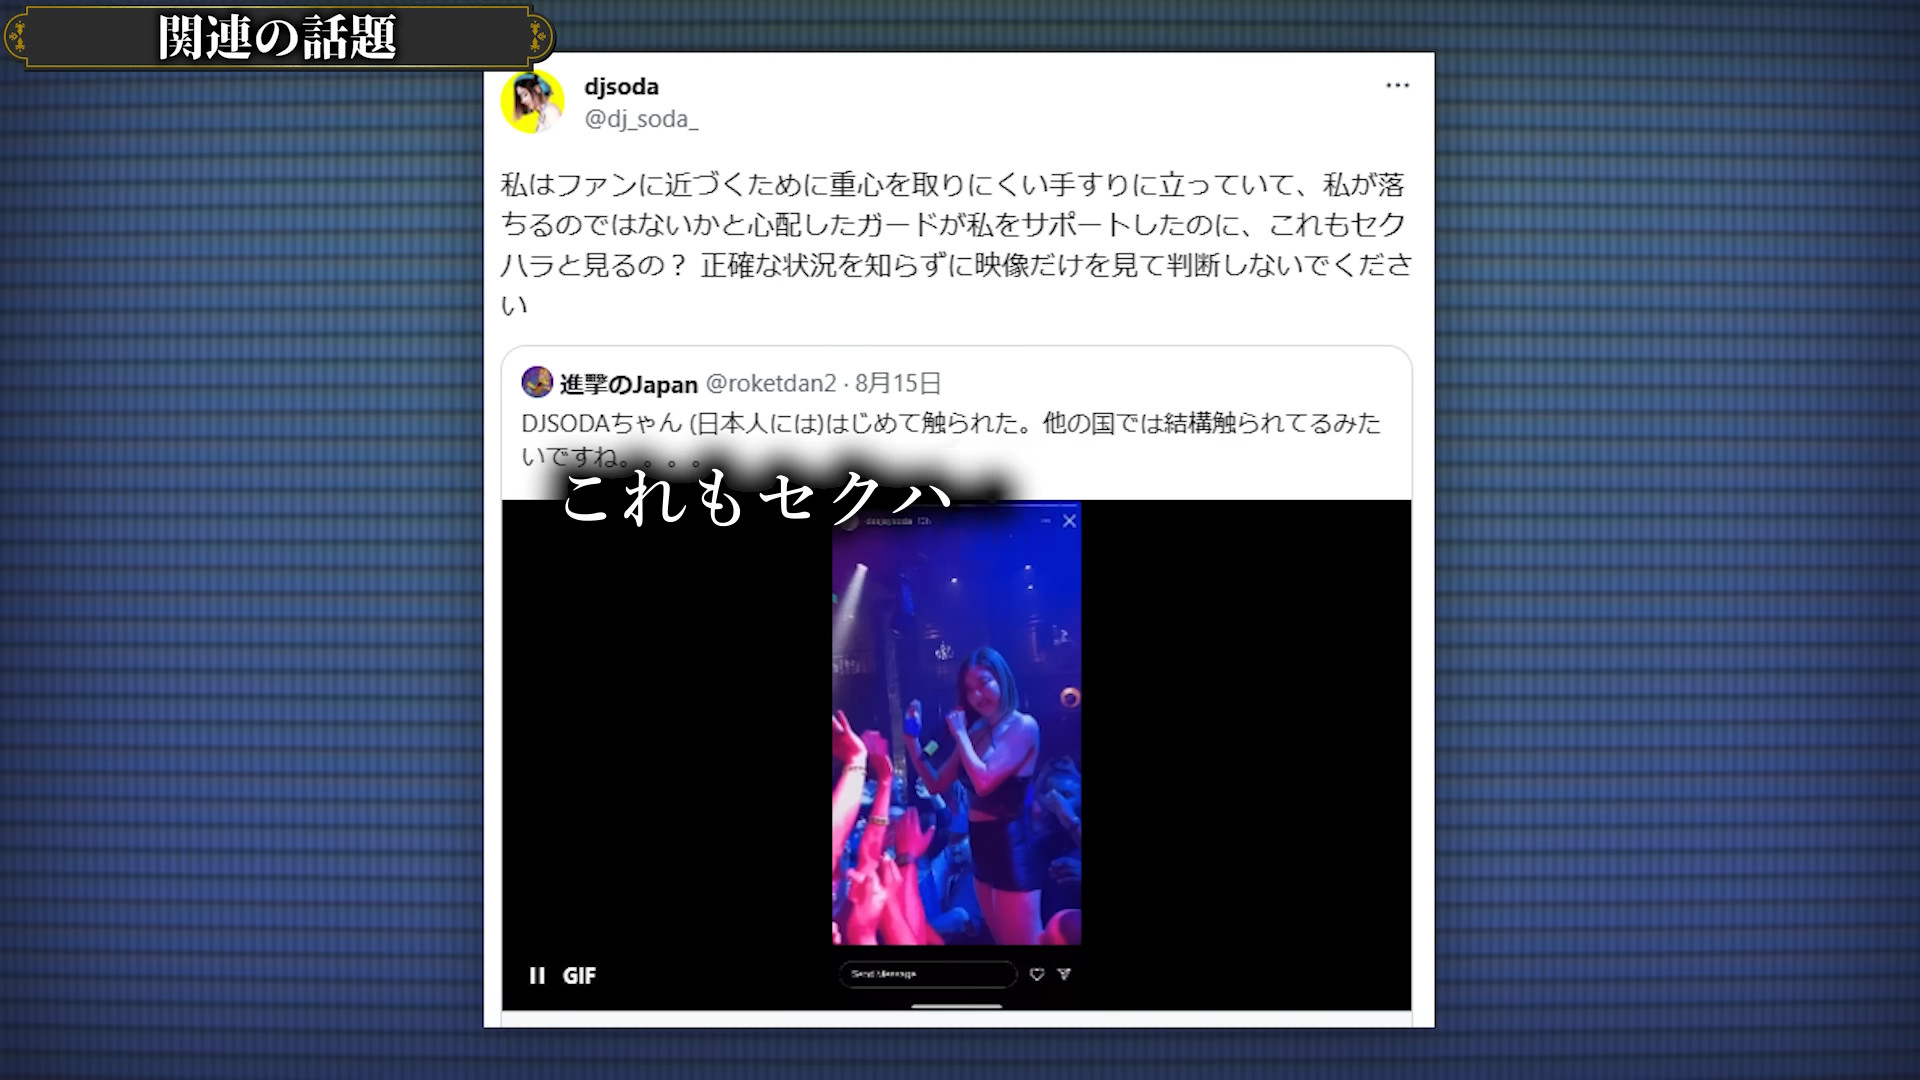 関連の話題
djsoda
@dj_soda_
私はファンに近づくために重心を取りにくい手すりに立っていて、私が落
ちるのではないかと心配したガードが私をサポートしたのに、これもセク
ハラと見るの？ 正確な状況を知らずに映像だけを見て判断しないでくださ
い
進撃のJapan @roketdan2 · 8月15日
DJSODAちゃん (日本人には)はじめて触られた。他の国では結構触られてるみた
いですね。。。。
これもセクハ
deejaysoda 12h
Send Message
GIF